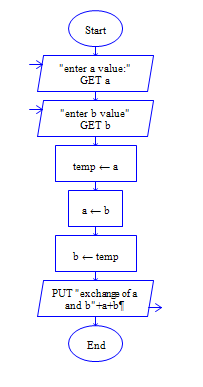 Start
"enter a value:"
GET a
"enter b value"
GET b
temp ← a
a ← b
b ← temp
PUT "exchange of a
and b"+a+b¶
End